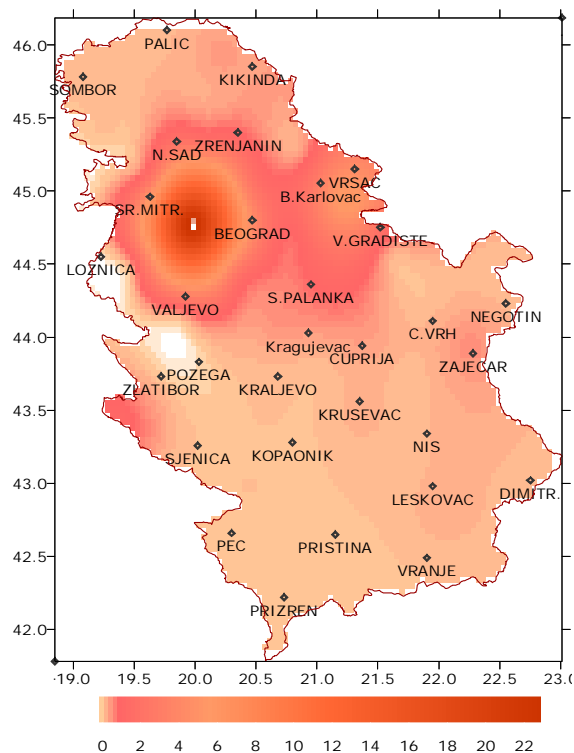 46.0
PALIC
KIKINDA
SOMBOR
45.5
ZRENJANIN
N.SAD
VRSAC
B.Karlovac
45.0
SR.MITR.
BEOGRAD
V.GRADISTE
44.5
LOZNICA
S.PALANKA
VALJEVO
NEGOTIN
C.VRH
44.0
Kragujevac
CUPRIJA
ZAJECAR
POZEGA
ZLATIBOR
KRALJEVO
43.5
KRUSEVAC
NIS
KOPAONIK
SJENICA
43.0
DIMITR.
LESKOVAC
PEC
PRISTINA
42.5
VRANJE
PRIZREN
42.0
19.0 19.5 20.0 20.5 21.0 21.5 22.0 22.5 23.0
0 2 4 6 8 10 12 14 16 18 20 22